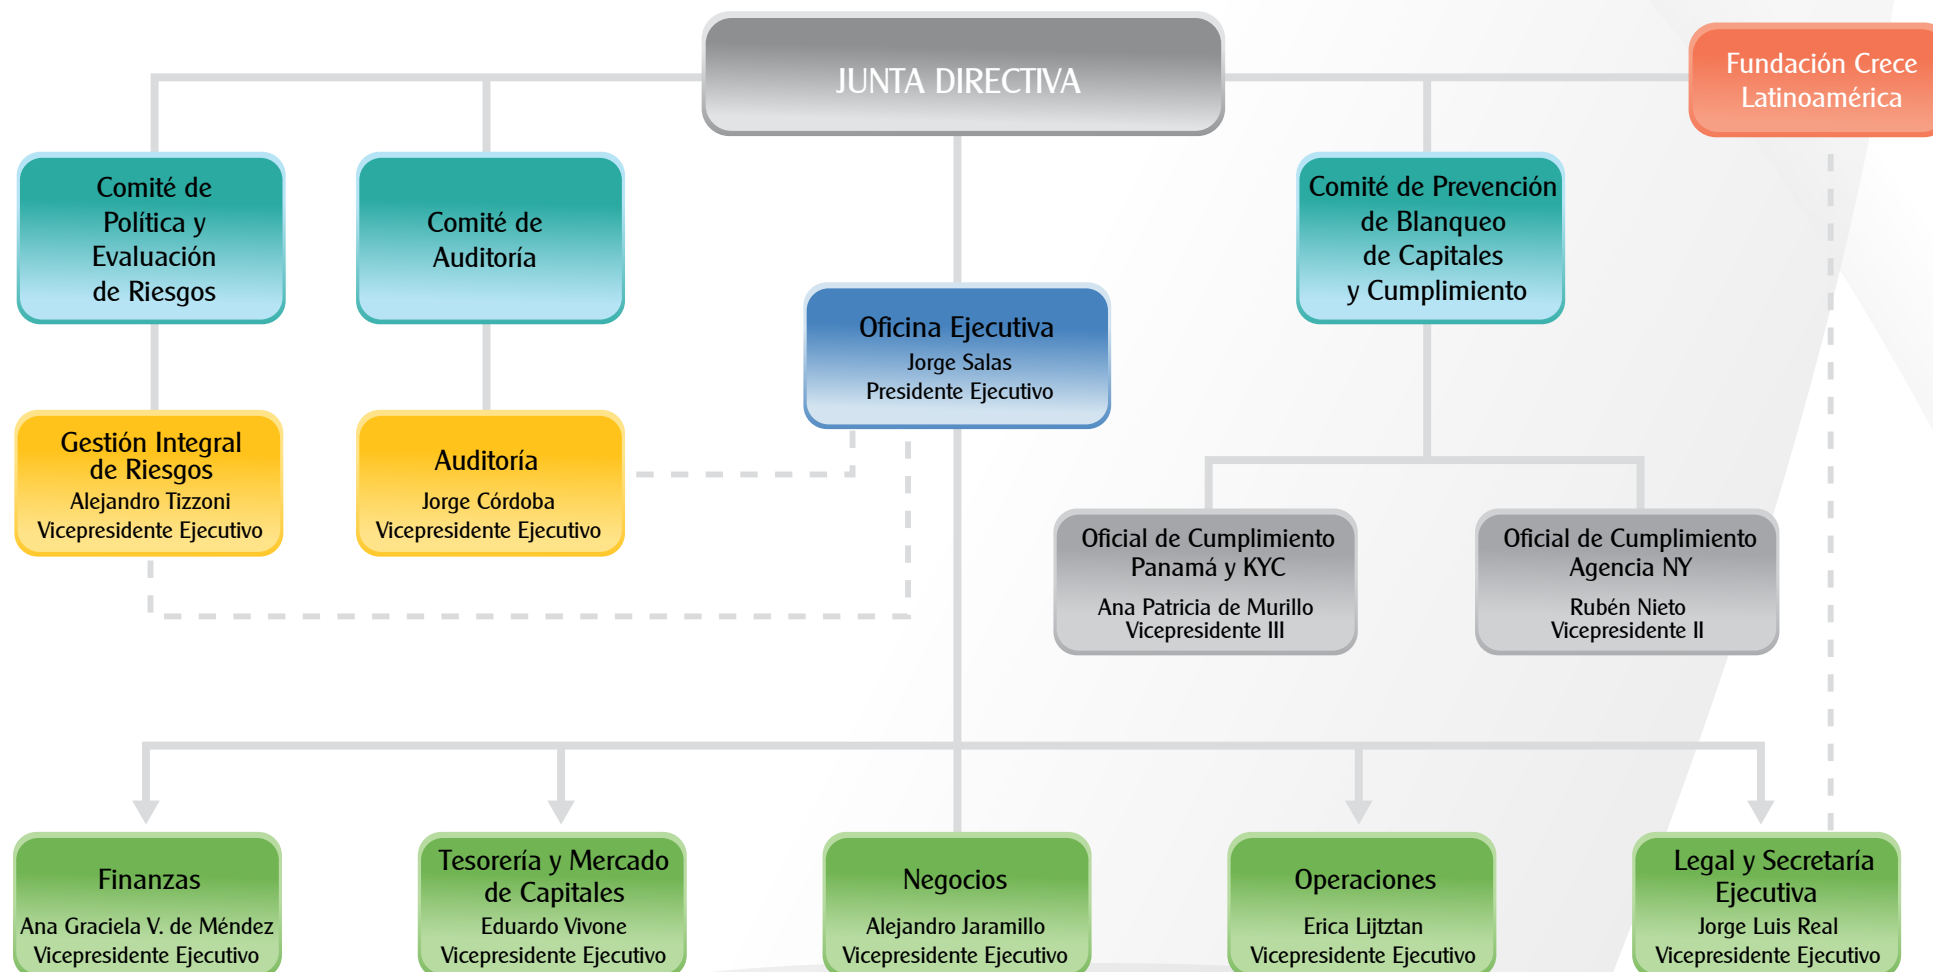 JUNTA DIRECTIVA
Fundación Crece
Latinoamérica
Comité de
Política y
Evaluación
de Riesgos
Comité de
Auditoría
Comité de Prevención
de Blanqueo
de Capitales
y Cumplimiento
Oficina Ejecutiva
Jorge Salas
Presidente Ejecutivo
Gestión Integral
de Riesgos
Alejandro Tizzoni
Vicepresidente Ejecutivo
Auditoría
Jorge Córdoba
Vicepresidente Ejecutivo
Oficial de Cumplimiento
Panamá y KYC
Ana Patricia de Murillo
Vicepresidente III
Oficial de Cumplimiento
Agencia NY
Rubén Nieto
Vicepresidente II
Finanzas
Ana Graciela V. de Méndez
Vicepresidente Ejecutivo
Tesorería y Mercado
de Capitales
Eduardo Vivone
Vicepresidente Ejecutivo
Negocios
Alejandro Jaramillo
Vicepresidente Ejecutivo
Operaciones
Erica Lijtztan
Vicepresidente Ejecutivo
Legal y Secretaría
Ejecutiva
Jorge Luis Real
Vicepresidente Ejecutivo